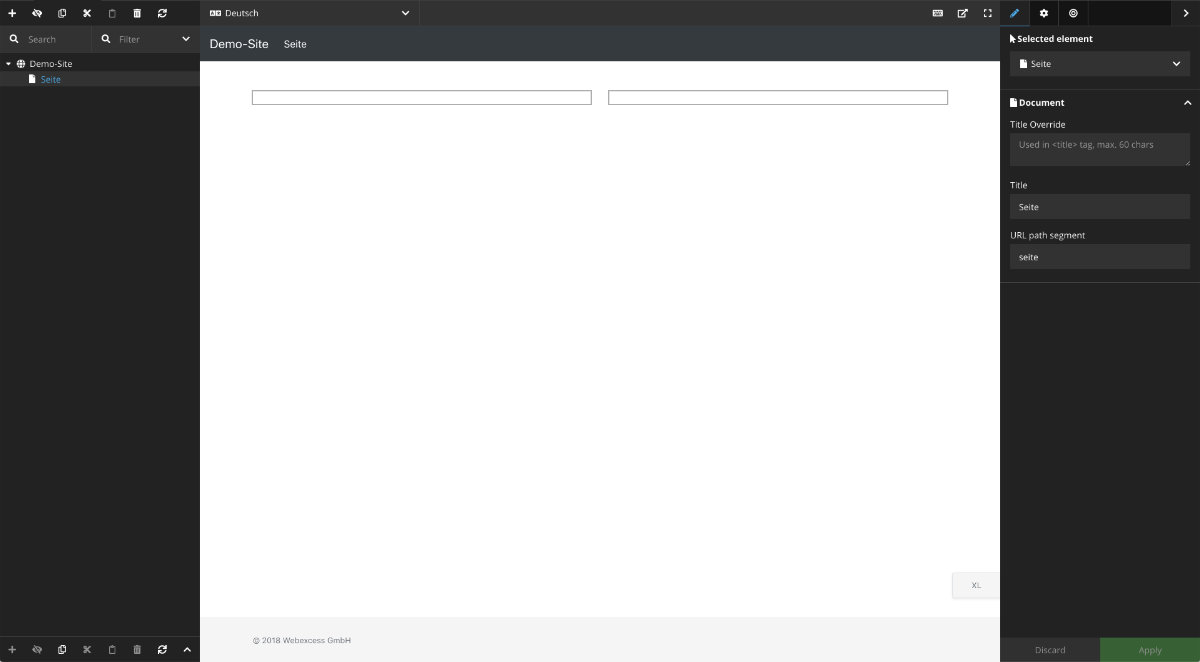 Deutsch
Search
Filter
Demo-Site
Seite
Demo-Site Seite
XL
© 2018 Webexcess GmbH
Selected element
Seite
Document
Title Override
Used in <title> tag, max. 60 chars
Title
Seite
URL path segment
seite
Discard
Apply